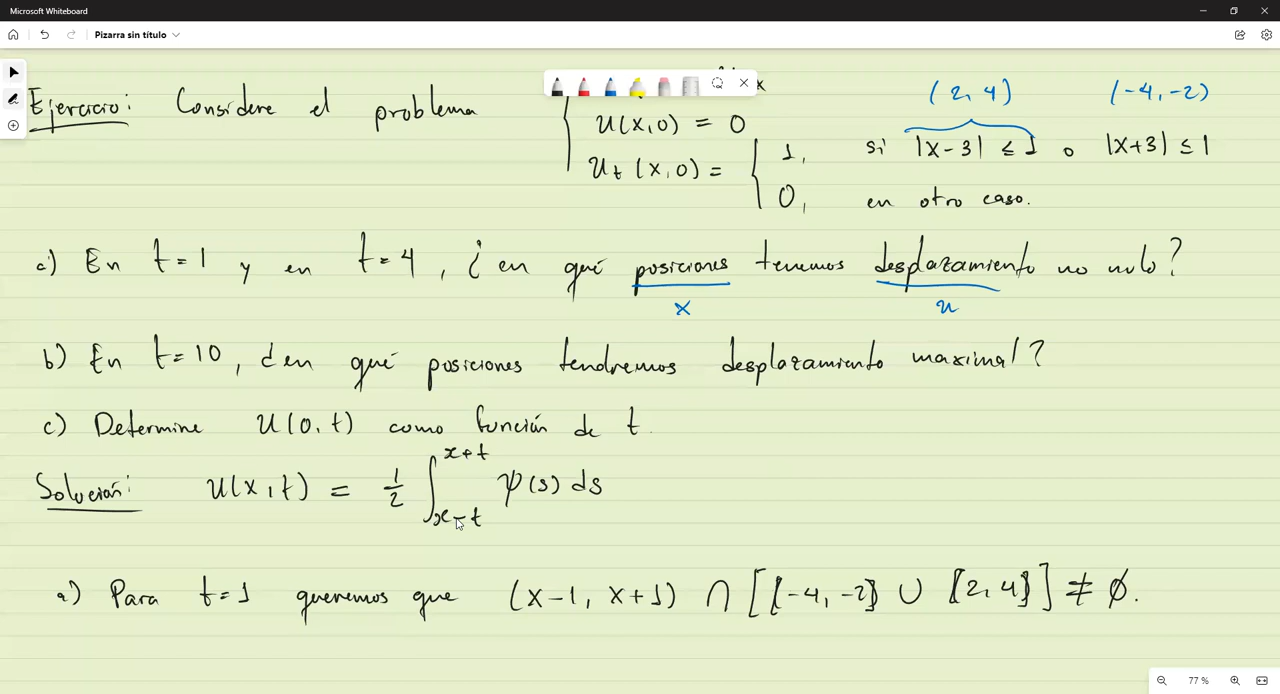 Microsoft Whiteboard
Pizarra sin título
Ejercicio: Considere el problema
x
u(x,0) = 0
u_t(x,0) = { 1, si |x-3| ≤ 1 o |x+3| ≤ 1
0, en otro caso.
(2,4) (-4,-2)
a) En t=1 y en t=4, ¿en qué posiciones tenemos desplazamiento no nulo?
x u
b) En t=10, ¿en qué posiciones tendremos desplazamiento maximal?
c) Determine u(0,t) como función de t.
Solución: u(x,t) = 1/2 ∫_{x-t}^{x+t} ψ(s) ds
a) Para t=1 queremos que (x-1, x+1) ∩ [[-4,-2] ∪ [2,4]] ≠ ∅.
77 %